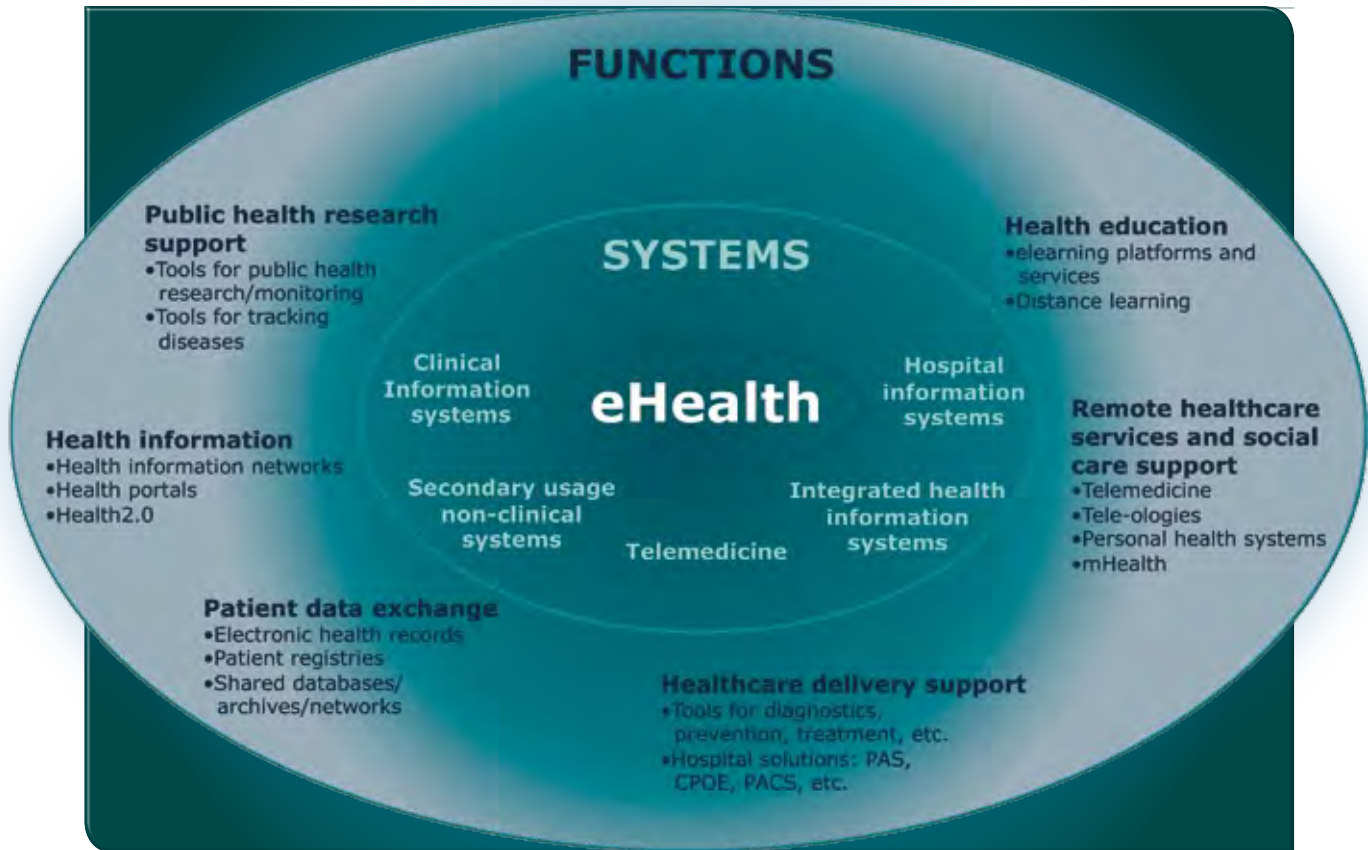 FUNCTIONS
Public health research
support
•Tools for public health
research/monitoring
•Tools for tracking
diseases
Health education
•elearning platforms and
services
•Distance learning
SYSTEMS
Clinical
Information
systems
eHealth
Hospital
information
systems
Health information
•Health information networks
•Health portals
•Health2.0
Remote healthcare
services and social
care support
•Telemedicine
•Tele-ologies
•Personal health systems
•mHealth
Secondary usage
non-clinical
systems
Telemedicine
Integrated health
information
systems
Patient data exchange
•Electronic health records
•Patient registries
•Shared databases/
archives/networks
Healthcare delivery support
•Tools for diagnostics,
prevention, treatment, etc.
•Hospital solutions: PAS,
CPOE, PACS, etc.